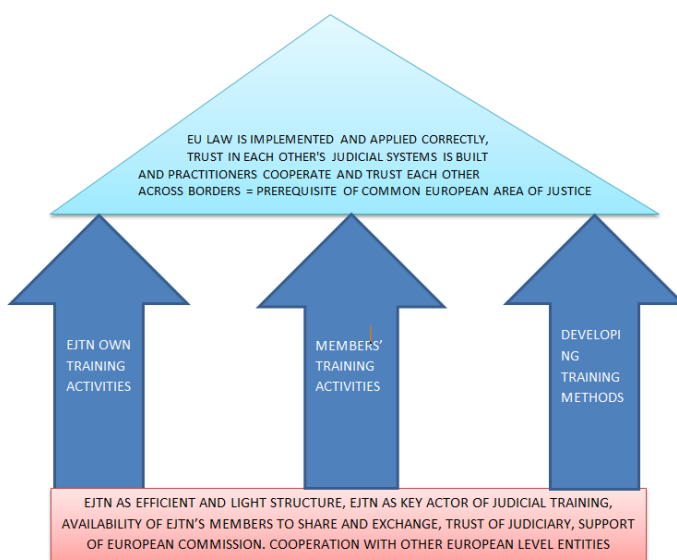 EU LAW IS IMPLEMENTED AND APPLIED CORRECTLY,
TRUST IN EACH OTHER'S JUDICIAL SYSTEMS IS BUILT
AND PRACTITIONERS COOPERATE AND TRUST EACH OTHER
ACROSS BORDERS = PREREQUISITE OF COMMON EUROPEAN AREA OF JUSTICE
EJTN OWN
TRAINING
ACTIVITIES
MEMBERS’
TRAINING
ACTIVITIES
DEVELOPI
NG
TRAINING
METHODS
EJTN AS EFFICIENT AND LIGHT STRUCTURE, EJTN AS KEY ACTOR OF JUDICIAL TRAINING,
AVAILABILITY OF EJTN’S MEMBERS TO SHARE AND EXCHANGE, TRUST OF JUDICIARY, SUPPORT
OF EUROPEAN COMMISSION. COOPERATION WITH OTHER EUROPEAN LEVEL ENTITIES